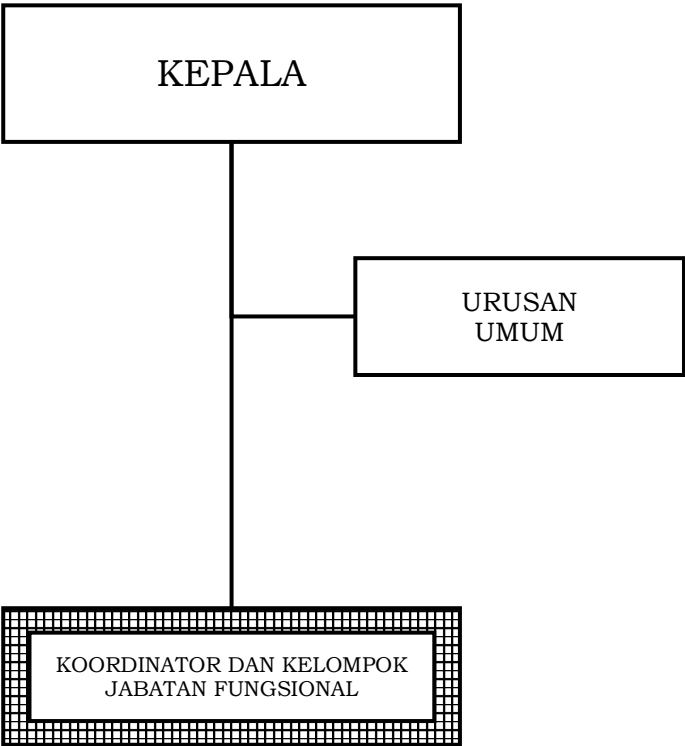 KEPALA
URUSAN
UMUM
KOORDINATOR DAN KELOMPOK
JABATAN FUNGSIONAL